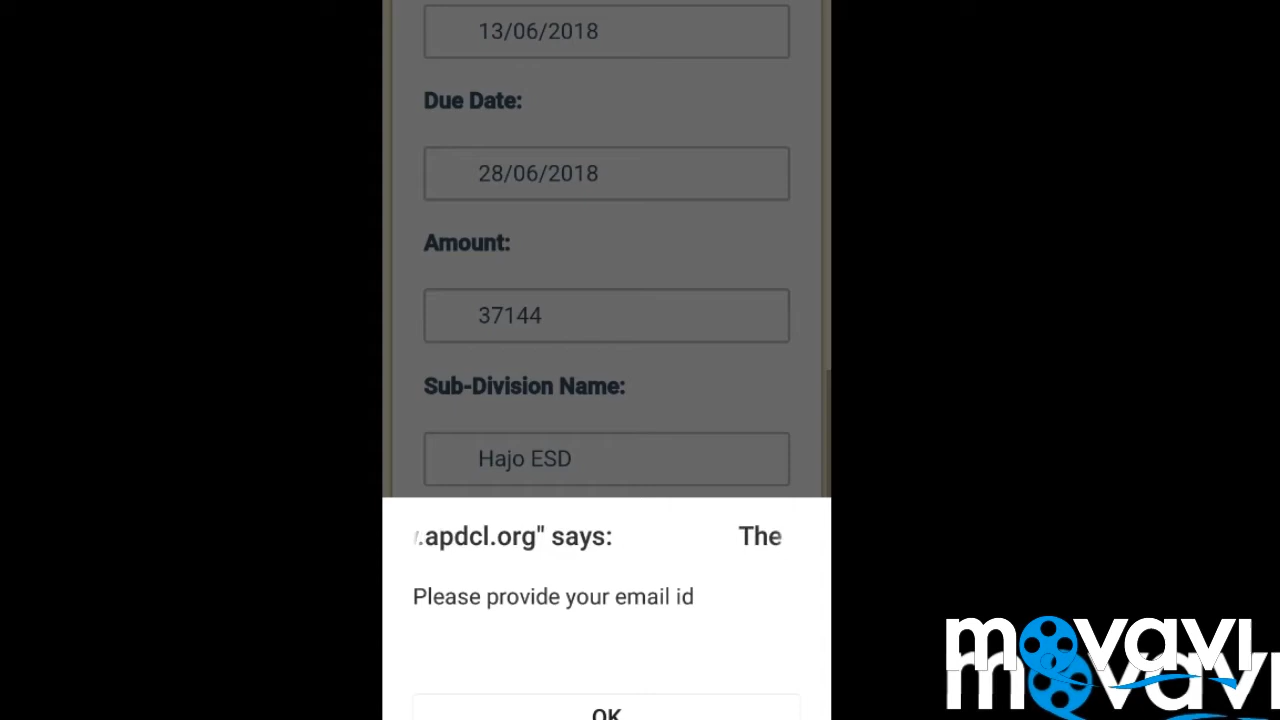 13/06/2018
Due Date:
28/06/2018
Amount:
37144
Sub-Division Name:
Hajo ESD
.apdcl.org" says: The
Please provide your email id
OK
movavi
movavi